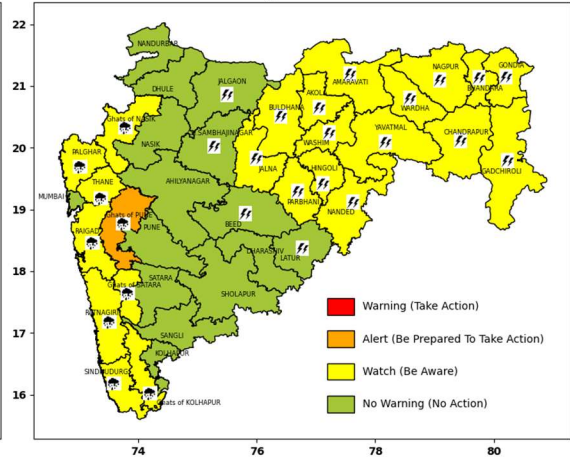 22
21
20
19
18
17
16
74
76
78
80
NANDURBAR
DHULE
JALGAON
Ghats of NASIK
NASIK
SAMBHAJINAGAR
BULDHANA
AKOLA
AMARAVATI
NAGPUR
GONDIA
BHANDARA
WARDHA
YAVATMAL
CHANDRAPUR
GADCHIROLI
WASHIM
HINGOLI
PARBHANI
NANDED
JALNA
PALGHAR
THANE
MUMBAI
AHILYANAGAR
Ghats of PUNE
PUNE
RAIGAD
BEED
DHARASHIV
LATUR
SATARA
Ghats of SATARA
SHOLAPUR
RATNAGIRI
SANGLI
KOLHAPUR
SINDHUDURG
Ghats of KOLHAPUR
Warning (Take Action)
Alert (Be Prepared To Take Action)
Watch (Be Aware)
No Warning (No Action)